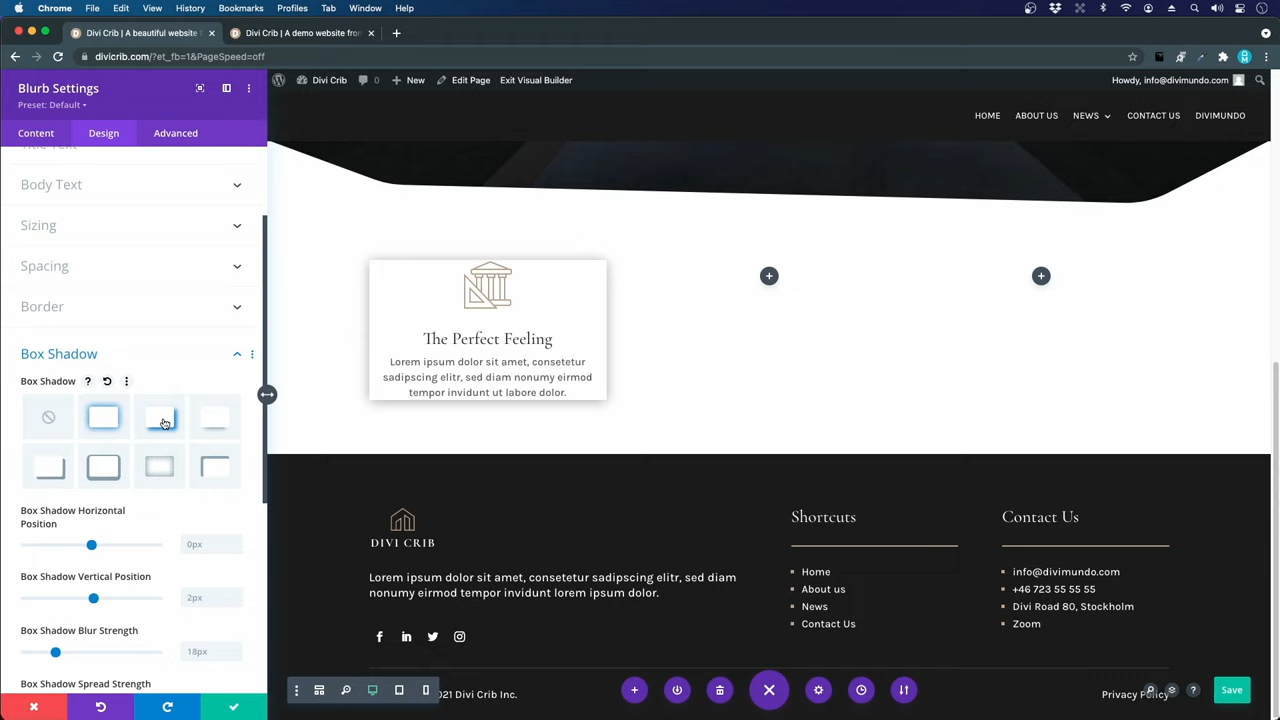 Chrome File Edit View History Bookmarks Profiles Tab Window Help
Divi Crib | A beautiful website × Divi Crib | A demo website from ×
divicrib.com/?et_fb=1&PageSpeed=off
Divi Crib 0 New Edit Page Exit Visual Builder Howdy, info@divimundo.com
HOME ABOUT US NEWS CONTACT US DIVIMUNDO
Blurb Settings
Preset: Default
Content Design Advanced
Title Text
Body Text
Sizing
Spacing
Border
Box Shadow
Box Shadow ?
Box Shadow Horizontal
Position
0px
Box Shadow Vertical Position
2px
Box Shadow Blur Strength
18px
Box Shadow Spread Strength
The Perfect Feeling
Lorem ipsum dolor sit amet, consetetur
sadipscing elitr, sed diam nonumy eirmod
tempor invidunt ut labore dolor.
DIVI CRIB
Lorem ipsum dolor sit amet, consetetur sadipscing elitr, sed diam
nonumy eirmod tempor invidunt lorem ipsum dolor.
Shortcuts
Home
About us
News
Contact Us
Contact Us
info@divimundo.com
+46 723 55 55 55
Divi Road 80, Stockholm
Zoom
021 Divi Crib Inc.
Privacy Policy
Save